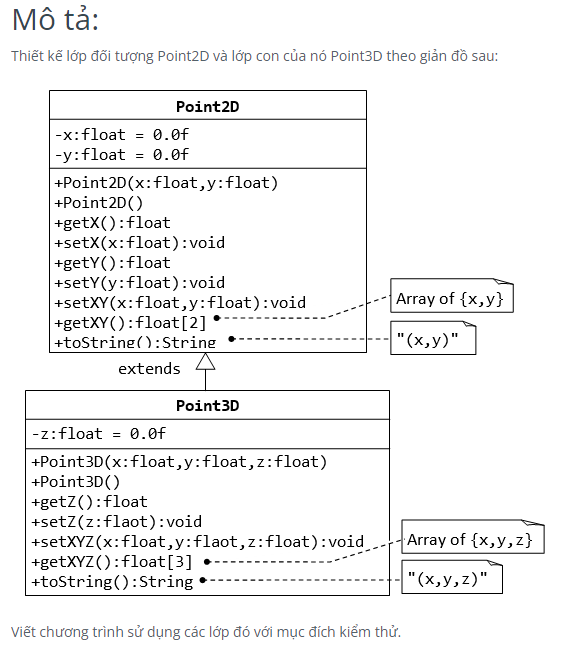 Mô tả:
Thiết kế lớp đối tượng Point2D và lớp con của nó Point3D theo giản đồ sau:
Point2D
-x:float = 0.0f
-y:float = 0.0f
+Point2D(x:float,y:float)
+Point2D()
+getX():float
+setX(x:float):void
+getY():float
+setY(y:float):void
+setXY(x:float,y:float):void
+getXY():float[2]
Array of {x,y}
+toString():String
"(x,y)"
extends
Point3D
-z:float = 0.0f
+Point3D(x:float,y:float,z:float)
+Point3D()
+getZ():float
+setZ(z:flaot):void
+setXYZ(x:float,y:flaot,z:float):void
+getXYZ():float[3]
Array of {x,y,z}
+toString():String
"(x,y,z)"
Viết chương trình sử dụng các lớp đó với mục đích kiểm thử.